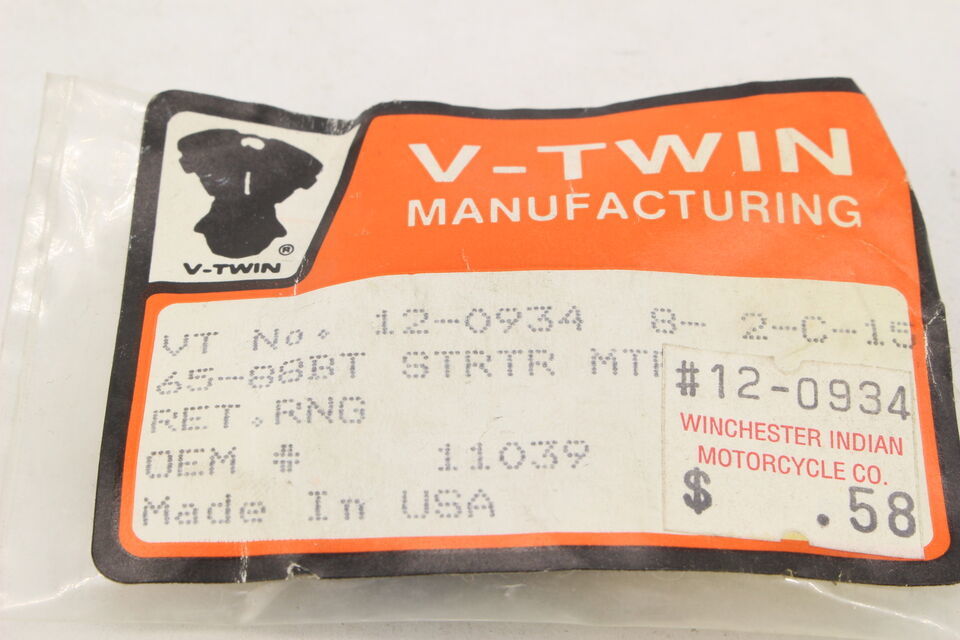 V-TWIN
MANUFACTURING
®
V-TWIN
VT No: 12-0934 8- 2-C-15
65-88BT STRTR MTR
RET.RNG
OEM # 11039
Made In USA
#12-0934
WINCHESTER INDIAN
MOTORCYCLE CO.
$ .58